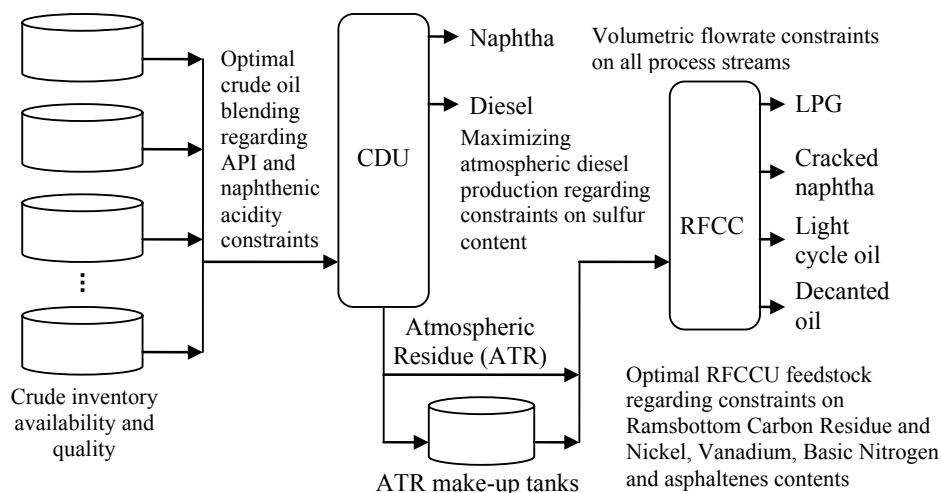 Crude inventory
availability and
quality
⋮
Optimal
crude oil
blending
regarding
API and
naphthenic
acidity
constraints
CDU
Naphtha
Diesel
Maximizing
atmospheric diesel
production regarding
constraints on sulfur
content
Atmospheric
Residue (ATR)
ATR make-up tanks
Volumetric flowrate constraints
on all process streams
RFCC
LPG
Cracked
naphtha
Light
cycle oil
Decanted
oil
Optimal RFCCU feedstock
regarding constraints on
Ramsbottom Carbon Residue and
Nickel, Vanadium, Basic Nitrogen
and asphaltenes contents